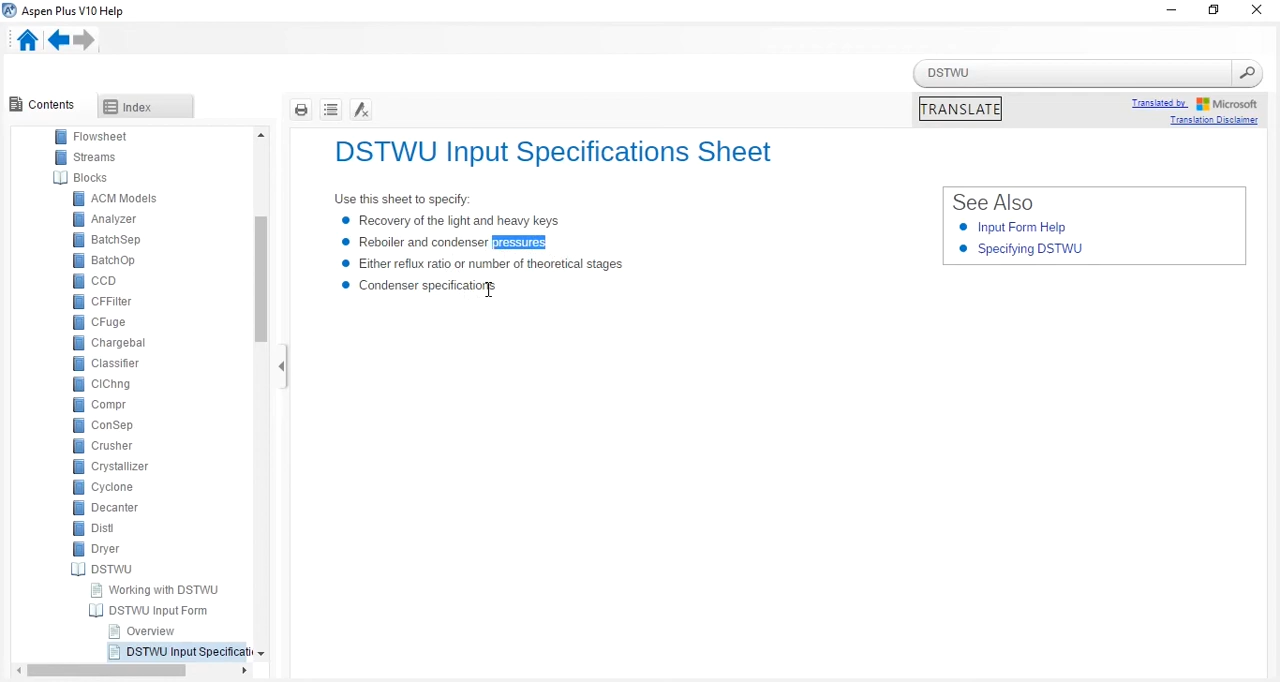 Aspen Plus V10 Help
DSTWU
Contents
Index
TRANSLATE
Translated by
Microsoft
Translation Disclaimer
Flowsheet
Streams
Blocks
ACM Models
Analyzer
BatchSep
BatchOp
CCD
CFFilter
CFuge
Chargebal
Classifier
ClChng
Compr
ConSep
Crusher
Crystallizer
Cyclone
Decanter
Distl
Dryer
DSTWU
Working with DSTWU
DSTWU Input Form
Overview
DSTWU Input Specificati
DSTWU Input Specifications Sheet
Use this sheet to specify:
Recovery of the light and heavy keys
Reboiler and condenser pressures
Either reflux ratio or number of theoretical stages
Condenser specifications
See Also
Input Form Help
Specifying DSTWU